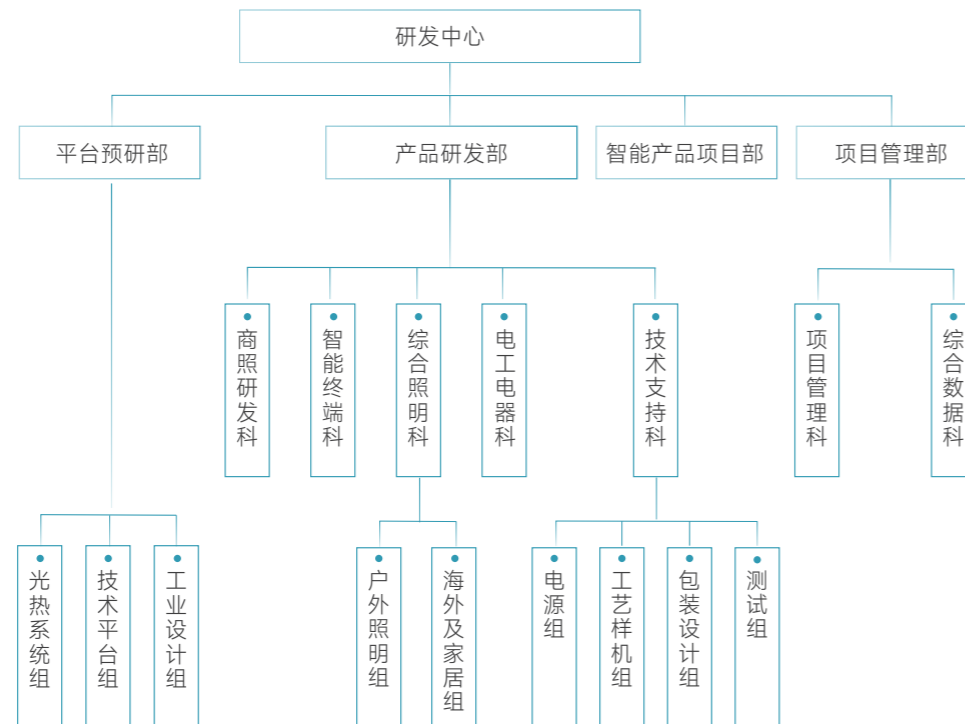 研发中心
平台预研部
产品研发部
智能产品项目部
项目管理部
商照研发科
智能终端科
综合照明科
电工电器科
技术支持科
项目管理科
综合数据科
光热系统组
技术平台组
工业设计组
户外照明组
海外及家居组
电源组
工艺样机组
包装设计组
测试组